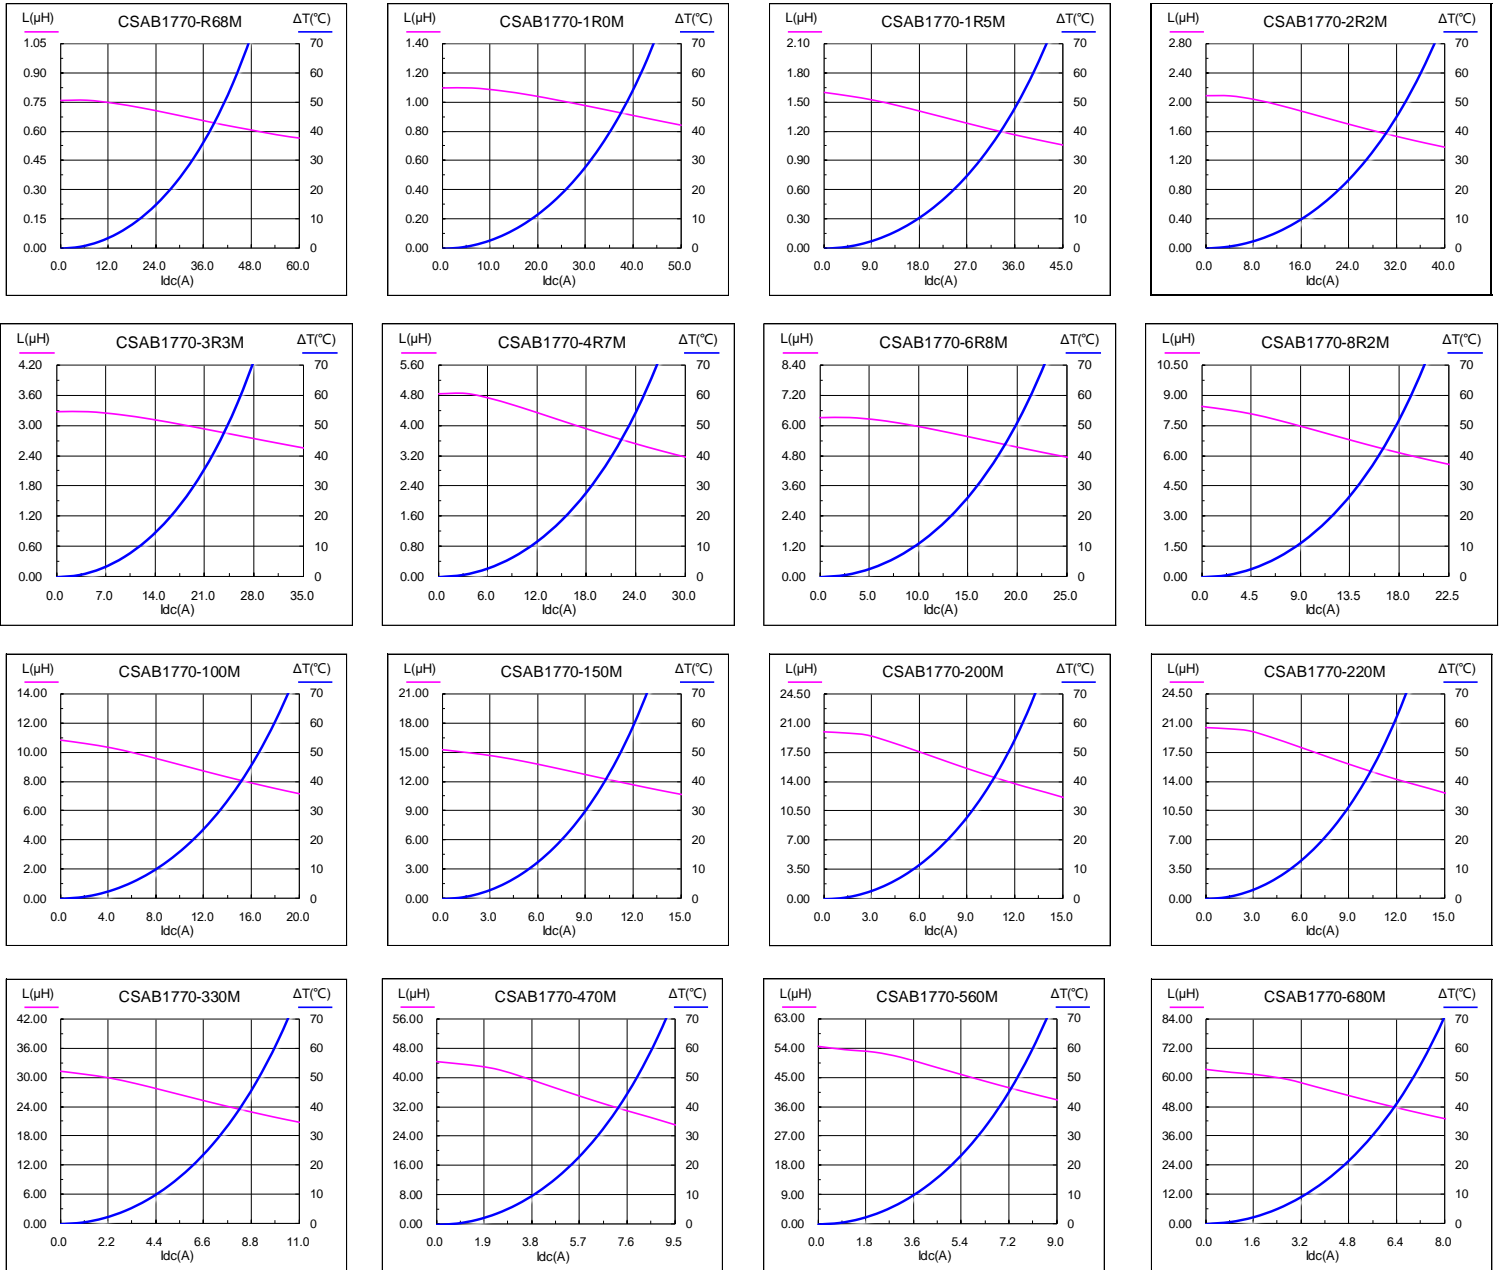 L(μH) CSAB1770-R68M ΔT(℃)
1.05 70
0.90 60
0.75 50
0.60 40
0.45 30
0.30 20
0.15 10
0.00 0
0.0 12.0 24.0 36.0 48.0 60.0
Idc(A)
L(μH) CSAB1770-1R0M ΔT(℃)
1.40 70
1.20 60
1.00 50
0.80 40
0.60 30
0.40 20
0.20 10
0.00 0
0.0 10.0 20.0 30.0 40.0 50.0
Idc(A)
L(μH) CSAB1770-1R5M ΔT(℃)
2.10 70
1.80 60
1.50 50
1.20 40
0.90 30
0.60 20
0.30 10
0.00 0
0.0 9.0 18.0 27.0 36.0 45.0
Idc(A)
L(μH) CSAB1770-2R2M ΔT(℃)
2.80 70
2.40 60
2.00 50
1.60 40
1.20 30
0.80 20
0.40 10
0.00 0
0.0 8.0 16.0 24.0 32.0 40.0
Idc(A)
L(μH) CSAB1770-3R3M ΔT(℃)
4.20 70
3.60 60
3.00 50
2.40 40
1.80 30
1.20 20
0.60 10
0.00 0
0.0 7.0 14.0 21.0 28.0 35.0
Idc(A)
L(μH) CSAB1770-4R7M ΔT(℃)
5.60 70
4.80 60
4.00 50
3.20 40
2.40 30
1.60 20
0.80 10
0.00 0
0.0 6.0 12.0 18.0 24.0 30.0
Idc(A)
L(μH) CSAB1770-6R8M ΔT(℃)
8.40 70
7.20 60
6.00 50
4.80 40
3.60 30
2.40 20
1.20 10
0.00 0
0.0 5.0 10.0 15.0 20.0 25.0
Idc(A)
L(μH) CSAB1770-8R2M ΔT(℃)
10.50 70
9.00 60
7.50 50
6.00 40
4.50 30
3.00 20
1.50 10
0.00 0
0.0 4.5 9.0 13.5 18.0 22.5
Idc(A)
L(μH) CSAB1770-100M ΔT(℃)
14.00 70
12.00 60
10.00 50
8.00 40
6.00 30
4.00 20
2.00 10
0.00 0
0.0 4.0 8.0 12.0 16.0 20.0
Idc(A)
L(μH) CSAB1770-150M ΔT(℃)
21.00 70
18.00 60
15.00 50
12.00 40
9.00 30
6.00 20
3.00 10
0.00 0
0.0 3.0 6.0 9.0 12.0 15.0
Idc(A)
L(μH) CSAB1770-200M ΔT(℃)
24.50 70
21.00 60
17.50 50
14.00 40
10.50 30
7.00 20
3.50 10
0.00 0
0.0 3.0 6.0 9.0 12.0 15.0
Idc(A)
L(μH) CSAB1770-220M ΔT(℃)
24.50 70
21.00 60
17.50 50
14.00 40
10.50 30
7.00 20
3.50 10
0.00 0
0.0 3.0 6.0 9.0 12.0 15.0
Idc(A)
L(μH) CSAB1770-330M ΔT(℃)
42.00 70
36.00 60
30.00 50
24.00 40
18.00 30
12.00 20
6.00 10
0.00 0
0.0 2.2 4.4 6.6 8.8 11.0
Idc(A)
L(μH) CSAB1770-470M ΔT(℃)
56.00 70
48.00 60
40.00 50
32.00 40
24.00 30
16.00 20
8.00 10
0.00 0
0.0 1.9 3.8 5.7 7.6 9.5
Idc(A)
L(μH) CSAB1770-560M ΔT(℃)
63.00 70
54.00 60
45.00 50
36.00 40
27.00 30
18.00 20
9.00 10
0.00 0
0.0 1.8 3.6 5.4 7.2 9.0
Idc(A)
L(μH) CSAB1770-680M ΔT(℃)
84.00 70
72.00 60
60.00 50
48.00 40
36.00 30
24.00 20
12.00 10
0.00 0
0.0 1.6 3.2 4.8 6.4 8.0
Idc(A)